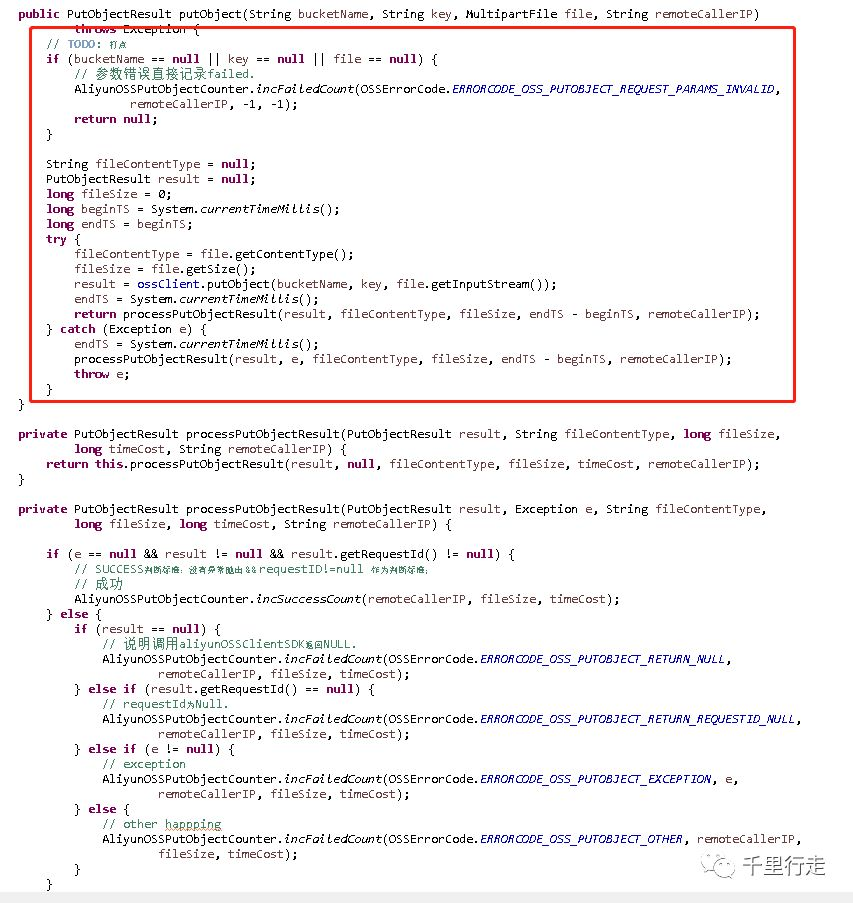 public PutObjectResult putObject(String bucketName, String key, MultipartFile file, String remoteCallerIP)
throws Exception {
// TODO: 打点
if (bucketName == null || key == null || file == null) {
// 参数错误直接记录failed.
AliyunOSSPutObjectCounter.incFailedCount(OSSErrorCode.ERRORCODE_OSS_PUTOBJECT_REQUEST_PARAMS_INVALID,
remoteCallerIP, -1, -1);
return null;
}
String fileContentType = null;
PutObjectResult result = null;
long fileSize = 0;
long beginTS = System.currentTimeMillis();
long endTS = beginTS;
try {
fileContentType = file.getContentType();
fileSize = file.getSize();
result = ossClient.putObject(bucketName, key, file.getInputStream());
endTS = System.currentTimeMillis();
return processPutObjectResult(result, fileContentType, fileSize, endTS - beginTS, remoteCallerIP);
} catch (Exception e) {
endTS = System.currentTimeMillis();
processPutObjectResult(result, e, fileContentType, fileSize, endTS - beginTS, remoteCallerIP);
throw e;
}
}
private PutObjectResult processPutObjectResult(PutObjectResult result, String fileContentType, long fileSize,
long timeCost, String remoteCallerIP) {
return this.processPutObjectResult(result, null, fileContentType, fileSize, timeCost, remoteCallerIP);
}
private PutObjectResult processPutObjectResult(PutObjectResult result, Exception e, String fileContentType,
long fileSize, long timeCost, String remoteCallerIP) {
if (e == null && result != null && result.getRequestId() != null) {
// SUCCESS判断标准：没有异常抛出&&requestID!=null 作为判断标准；
// 成功
AliyunOSSPutObjectCounter.incSuccessCount(remoteCallerIP, fileSize, timeCost);
} else {
if (result == null) {
// 说明调用aliyunOSSClientSDK返回NULL.
AliyunOSSPutObjectCounter.incFailedCount(OSSErrorCode.ERRORCODE_OSS_PUTOBJECT_RETURN_NULL,
remoteCallerIP, fileSize, timeCost);
} else if (result.getRequestId() == null) {
// requestId为Null.
AliyunOSSPutObjectCounter.incFailedCount(OSSErrorCode.ERRORCODE_OSS_PUTOBJECT_RETURN_REQUESTID_NULL,
remoteCallerIP, fileSize, timeCost);
} else if (e != null) {
// exception
AliyunOSSPutObjectCounter.incFailedCount(OSSErrorCode.ERRORCODE_OSS_PUTOBJECT_EXCEPTION, e,
remoteCallerIP, fileSize, timeCost);
} else {
// other happping
AliyunOSSPutObjectCounter.incFailedCount(OSSErrorCode.ERRORCODE_OSS_PUTOBJECT_OTHER, remoteCallerIP,
fileSize, timeCost);
}
}
千里行走